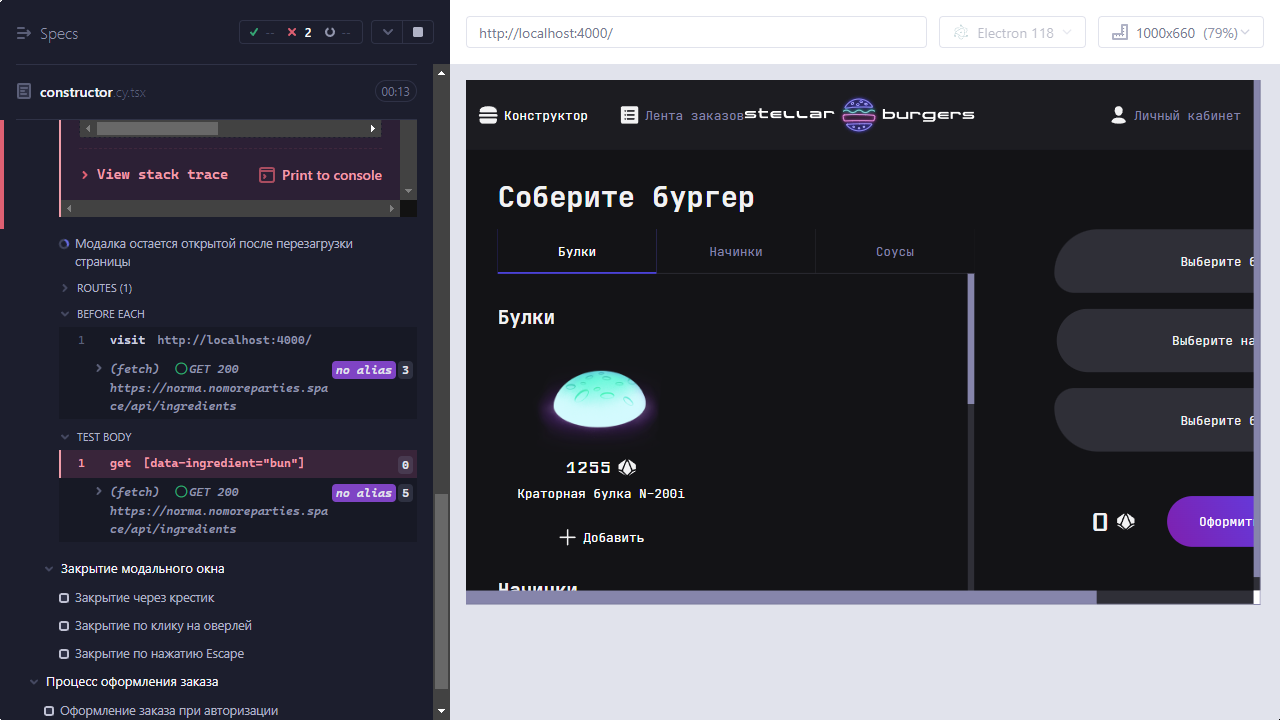 Specs
--
2
--
constructor.cy.tsx
00:13
View stack trace
Print to console
Модалка остается открытой после перезагрузки
страницы
ROUTES (1)
BEFORE EACH
1 visit http://localhost:4000/
(fetch) GET 200
no alias 3
https://norma.nomoreparties.spa
ce/api/ingredients
TEST BODY
1 get [data-ingredient="bun"] 0
(fetch) GET 200
no alias 5
https://norma.nomoreparties.spa
ce/api/ingredients
Закрытие модального окна
Закрытие через крестик
Закрытие по клику на оверлей
Закрытие по нажатию Escape
Процесс оформления заказа
Оформление заказа при авторизации
http://localhost:4000/
Electron 118
1000x660 (79%)
Конструктор
Лента заказов
stellar burgers
Личный кабинет
Соберите бургер
Булки
Начинки
Соусы
Булки
1255
Краторная булка N-200i
Добавить
Начинки
Выберите б
Выберите на
Выберите б
0
Оформит